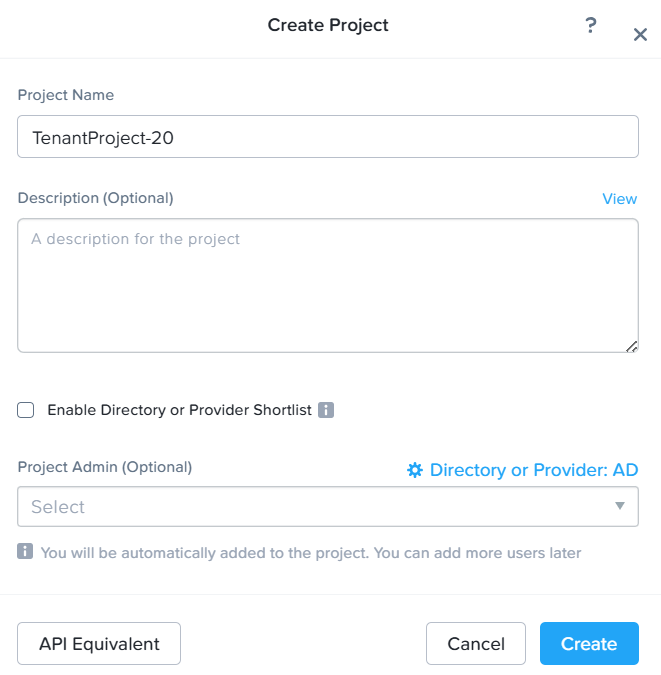 Create Project
?
Project Name
TenantProject-20
Description (Optional)
View
A description for the project
Enable Directory or Provider Shortlist i
Project Admin (Optional)
Directory or Provider: AD
Select
i You will be automatically added to the project. You can add more users later
API Equivalent
Cancel
Create